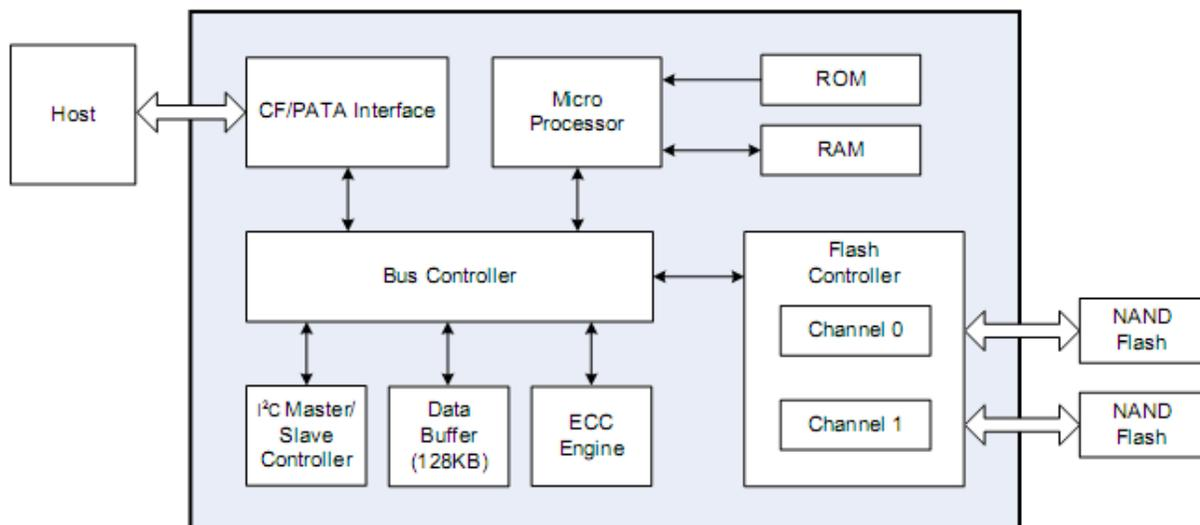 Host
CF/PATA Interface
Micro
Processor
ROM
RAM
Bus Controller
Flash
Controller
Channel 0
Channel 1
NAND
Flash
NAND
Flash
I²C Master/
Slave
Controller
Data
Buffer
(128KB)
ECC
Engine